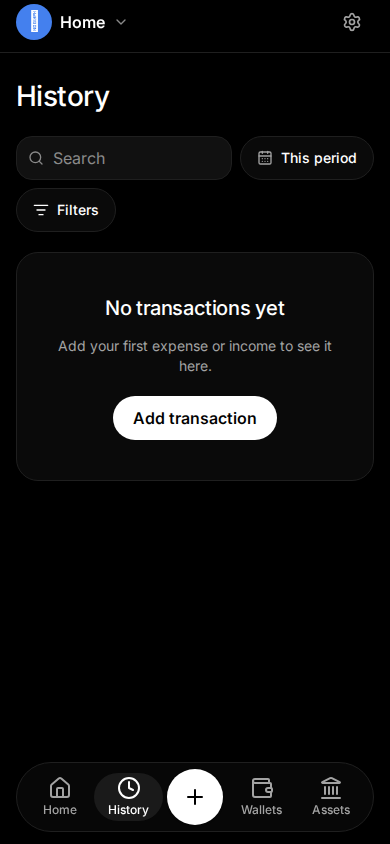 Home
History
Search
This period
Filters
No transactions yet
Add your first expense or income to see it
here.
Add transaction
Home
History
Wallets
Assets